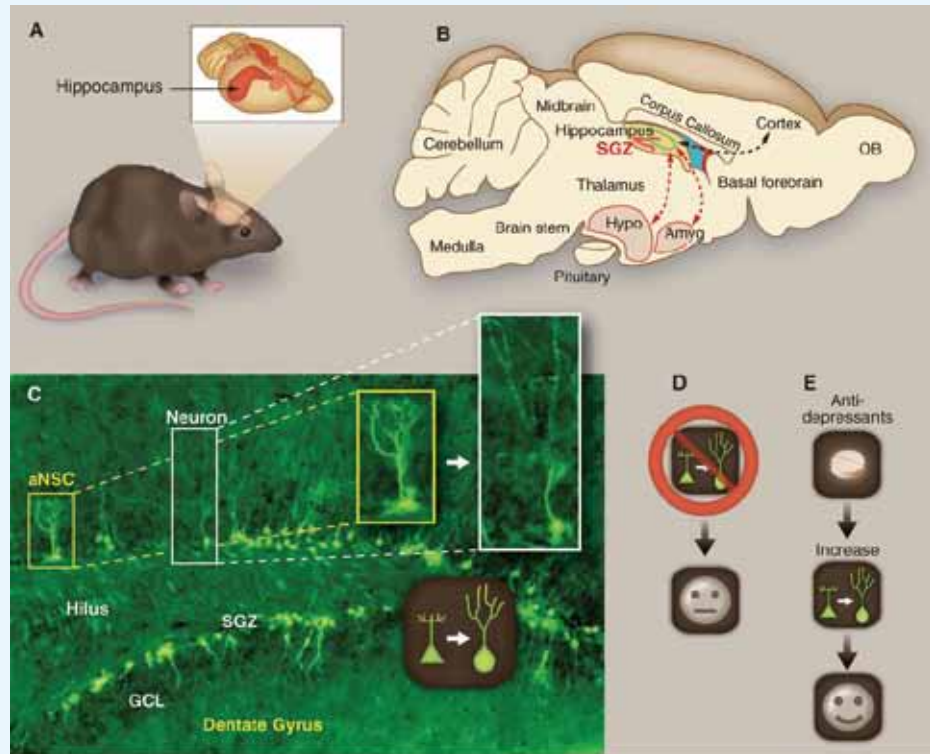 A
Hippocampus
B
Midbrain
Corpus Callosum
Cortex
Hippocampus
SGZ
Cerebellum
OB
Thalamus
Basal foreorain
Brain stem
Hypo
Amyg
Medulla
Pituitary
C
Neuron
aNSC
Hilus
SGZ
GCL
Dentate Gyrus
D
E
Anti-
depressants
Increase